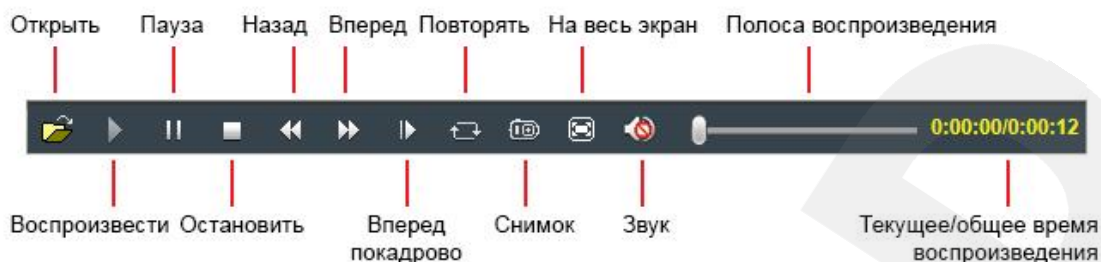 Открыть Пауза Назад Вперед Повторять На весь экран Полоса воспроизведения
0:00:00/0:00:12
Воспроизвести Остановить Вперед Снимок Звук Текущее/общее время
покадрово воспроизведения